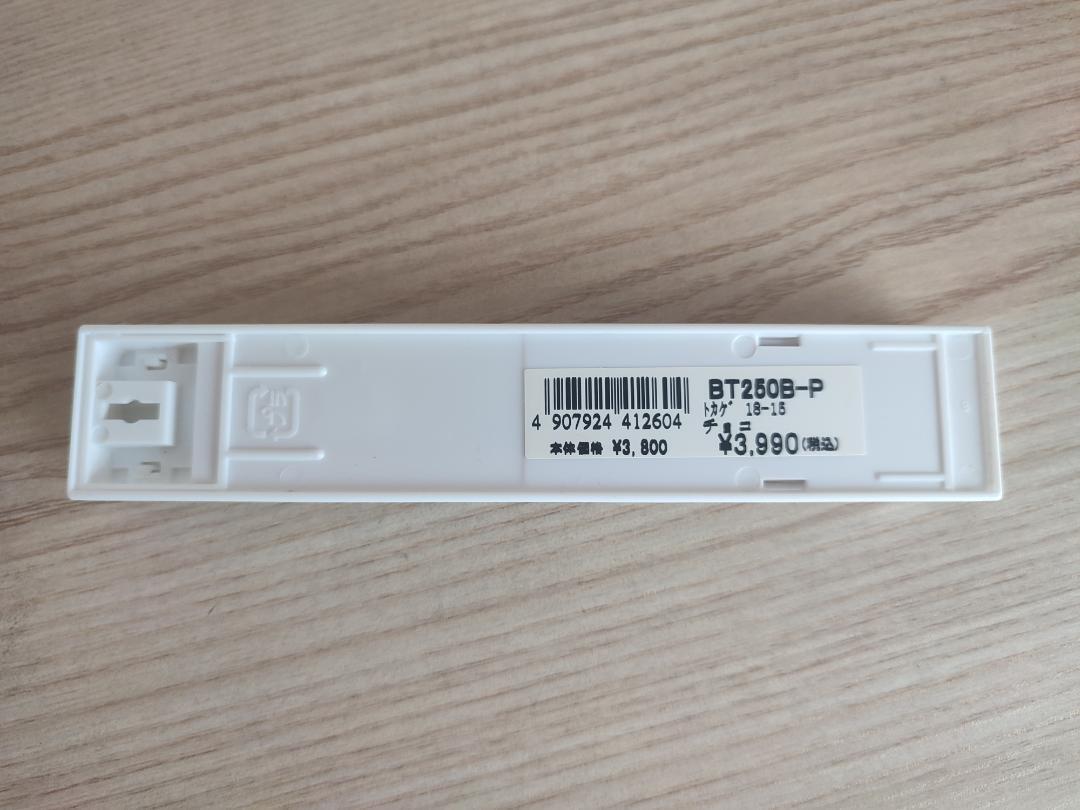 BT250B-P
ﾄｶｹﾞ 18-15
チョコ
4 907924 412604
本体価格 ¥3,800
¥3,990(税込)